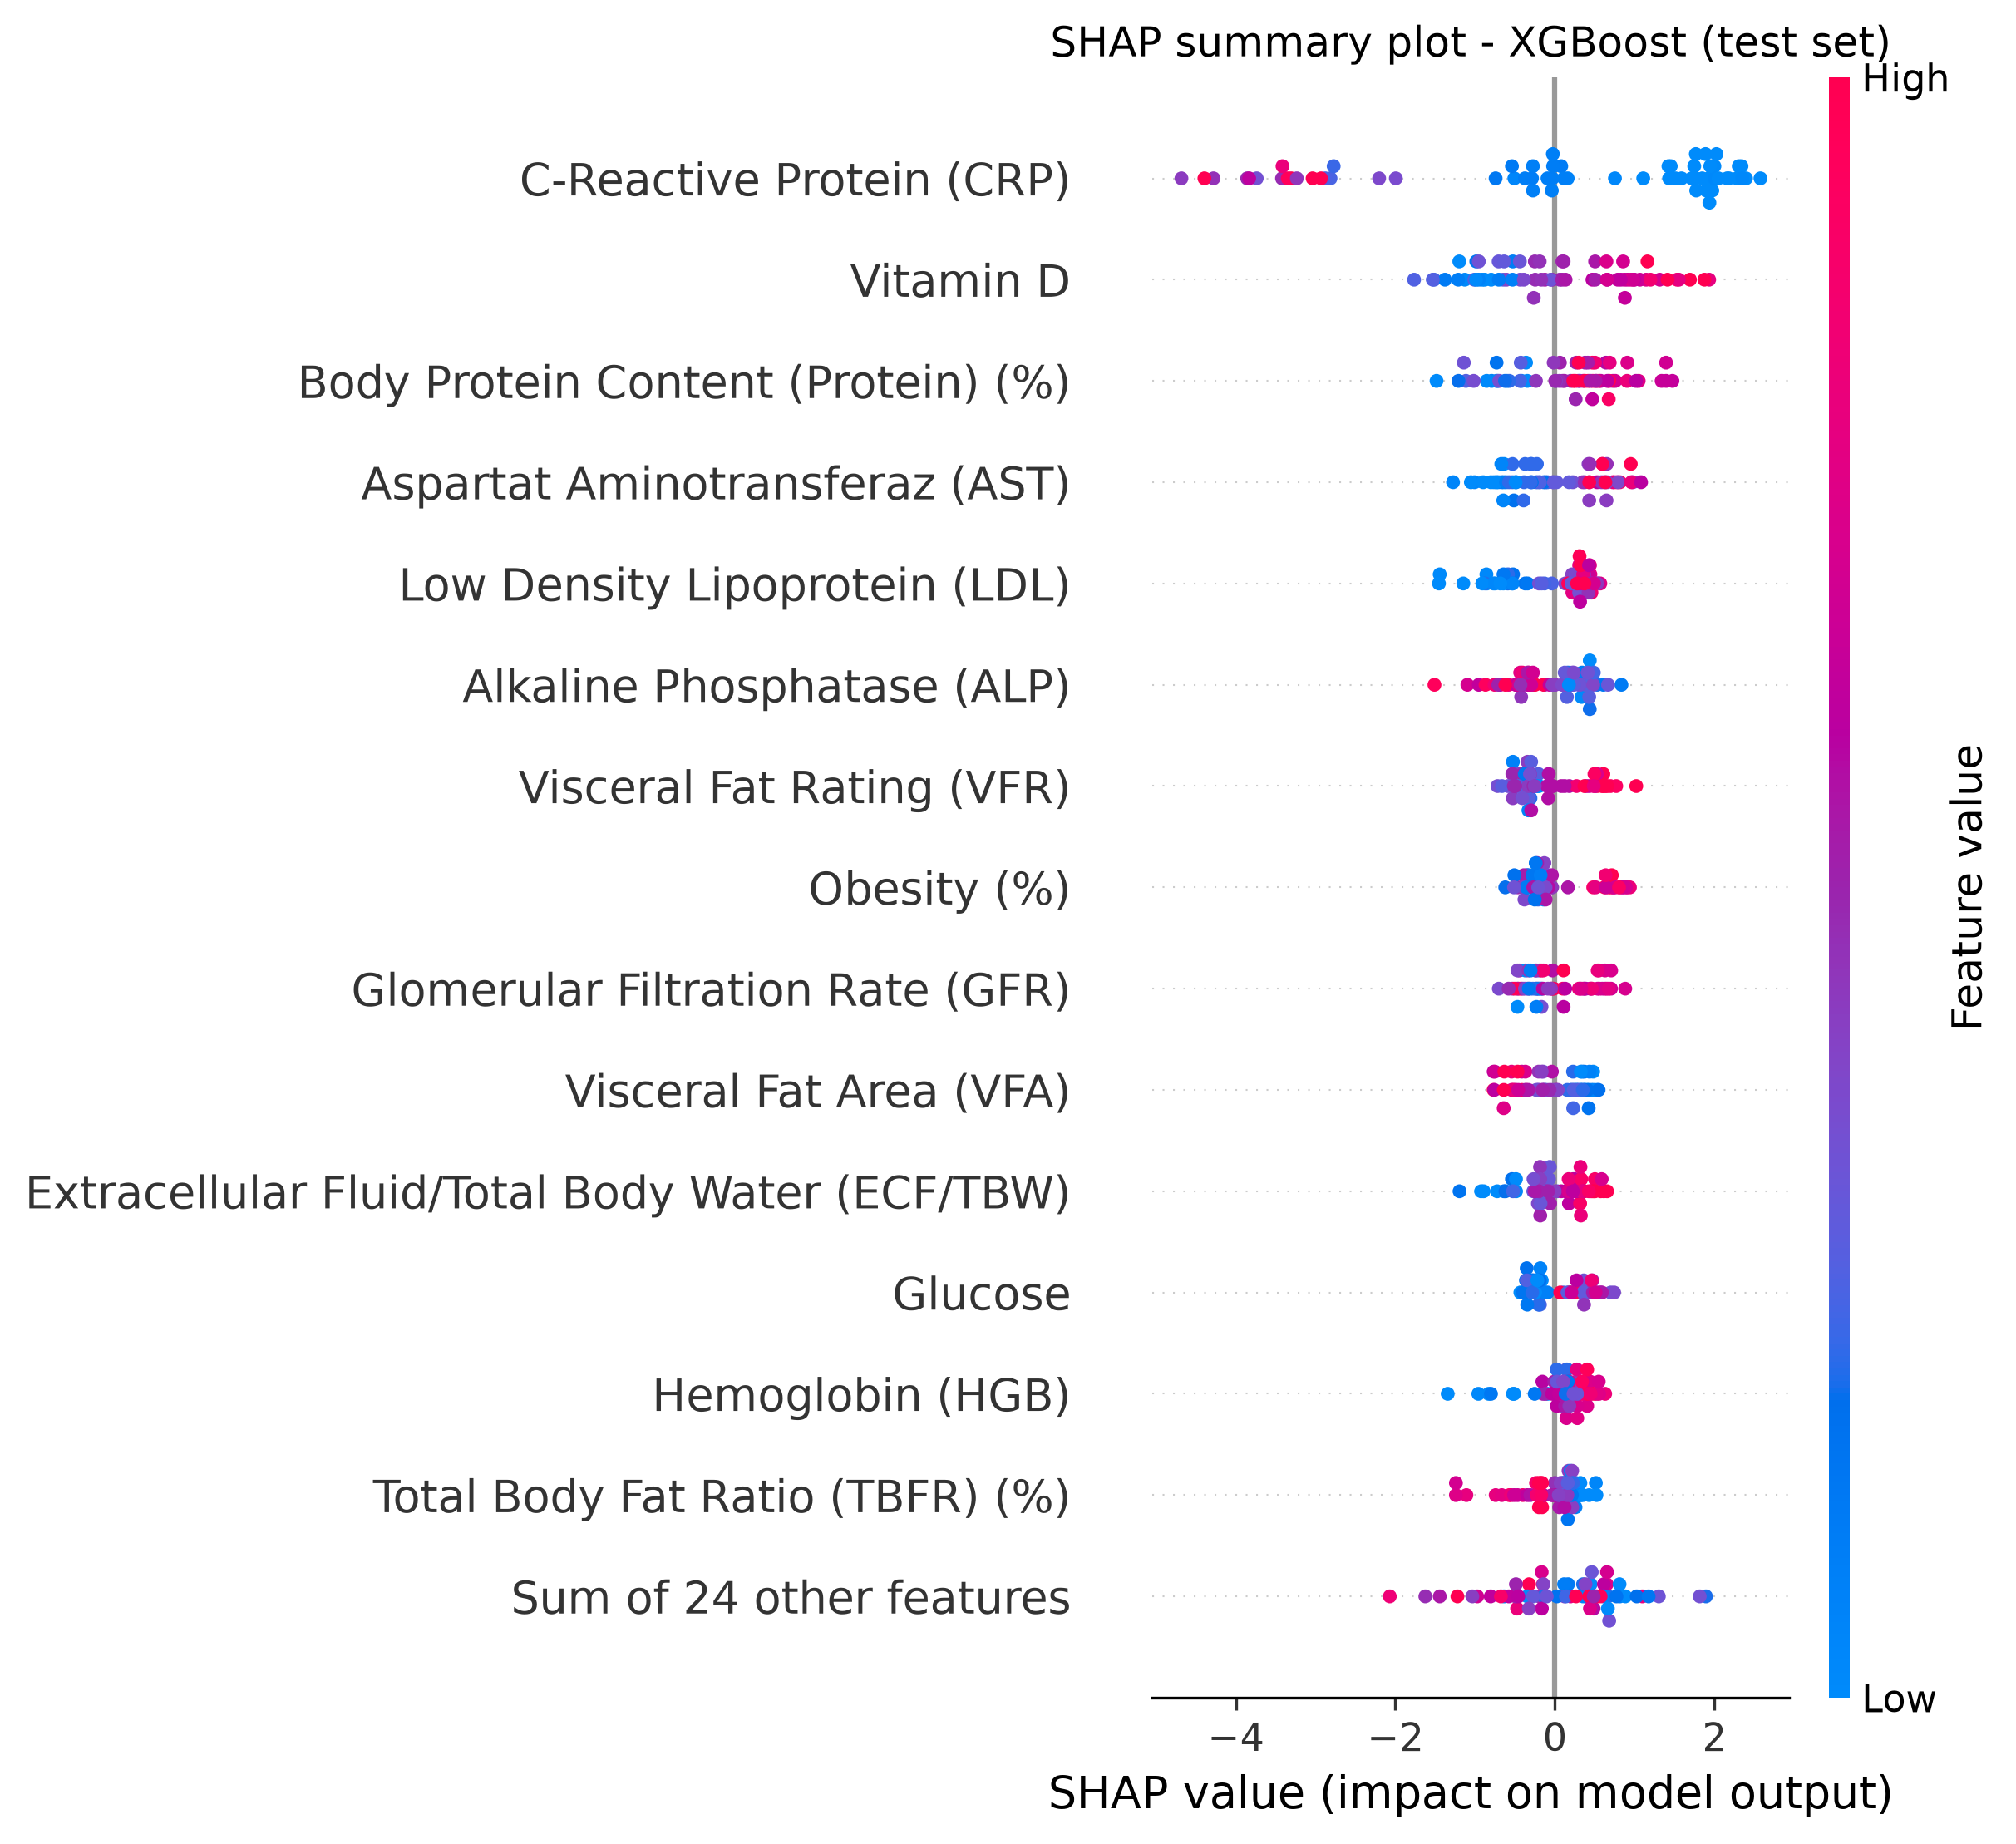 SHAP summary plot - XGBoost (test set)
High
C-Reactive Protein (CRP)
Vitamin D
Body Protein Content (Protein) (%)
Aspartat Aminotransferaz (AST)
Low Density Lipoprotein (LDL)
Alkaline Phosphatase (ALP)
Visceral Fat Rating (VFR)
Obesity (%)
Glomerular Filtration Rate (GFR)
Visceral Fat Area (VFA)
Extracellular Fluid/Total Body Water (ECF/TBW)
Glucose
Hemoglobin (HGB)
Total Body Fat Ratio (TBFR) (%)
Sum of 24 other features
Feature value
Low
−4 −2 0 2
SHAP value (impact on model output)